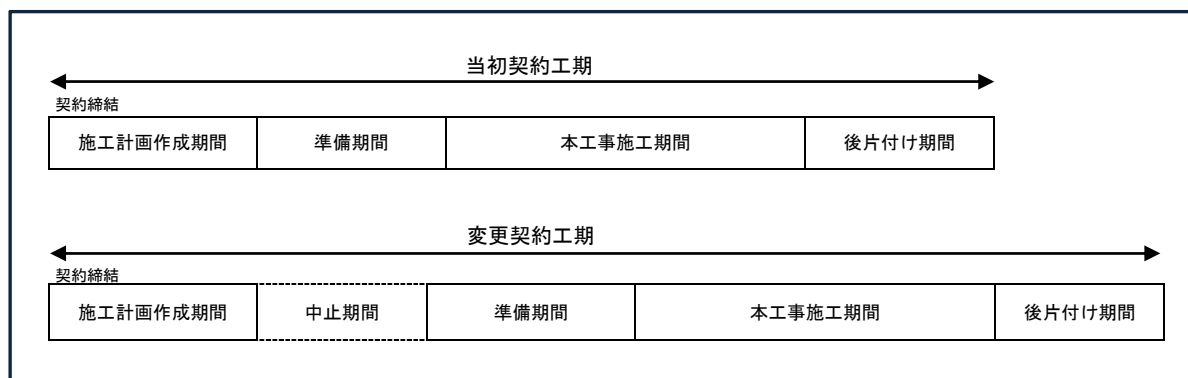 当初契約工期
契約締結
施工計画作成期間 準備期間 本工事施工期間 後片付け期間
変更契約工期
契約締結
施工計画作成期間 中止期間 準備期間 本工事施工期間 後片付け期間